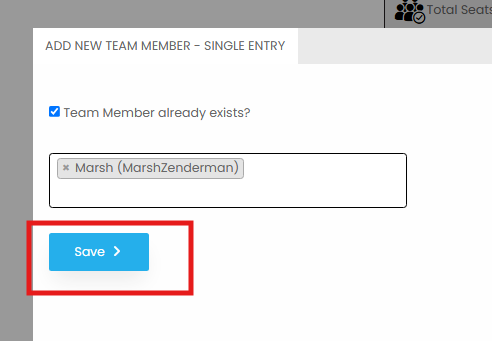 Total Seats
ADD NEW TEAM MEMBER - SINGLE ENTRY
Team Member already exists?
× Marsh (MarshZenderman)
Save